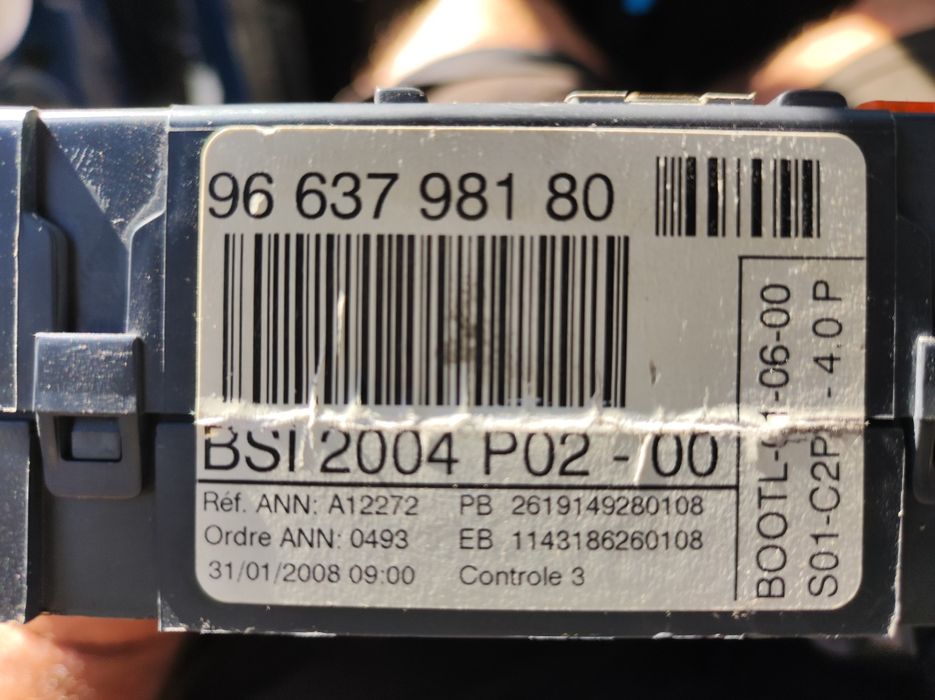 96 637 981 80
BSI 2004 P02 - 00
Réf. ANN: A12272 PB 2619149280108
Ordre ANN: 0493 EB 1143186260108
31/01/2008 09:00 Controle 3
- 4.0 P